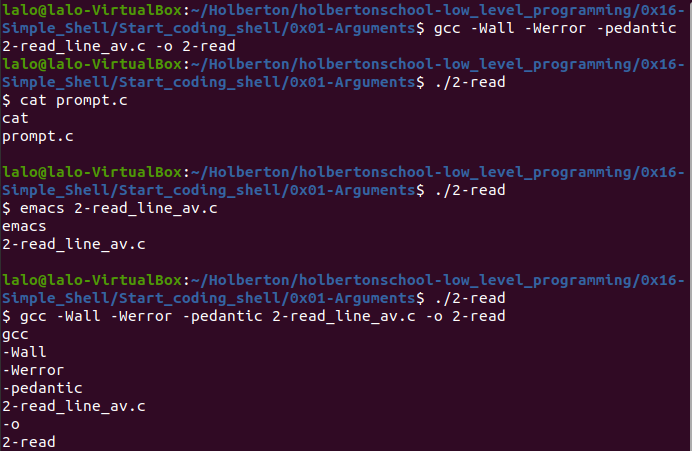 lalo@lalo-VirtualBox:~/Holberton/holbertonschool-low_level_programming/0x16-
Simple_Shell/Start_coding_shell/0x01-Arguments$ gcc -Wall -Werror -pedantic
2-read_line_av.c -o 2-read
lalo@lalo-VirtualBox:~/Holberton/holbertonschool-low_level_programming/0x16-
Simple_Shell/Start_coding_shell/0x01-Arguments$ ./2-read
$ cat prompt.c
cat
prompt.c

lalo@lalo-VirtualBox:~/Holberton/holbertonschool-low_level_programming/0x16-
Simple_Shell/Start_coding_shell/0x01-Arguments$ ./2-read
$ emacs 2-read_line_av.c
emacs
2-read_line_av.c

lalo@lalo-VirtualBox:~/Holberton/holbertonschool-low_level_programming/0x16-
Simple_Shell/Start_coding_shell/0x01-Arguments$ ./2-read
$ gcc -Wall -Werror -pedantic 2-read_line_av.c -o 2-read
gcc
-Wall
-Werror
-pedantic
2-read_line_av.c
-o
2-read